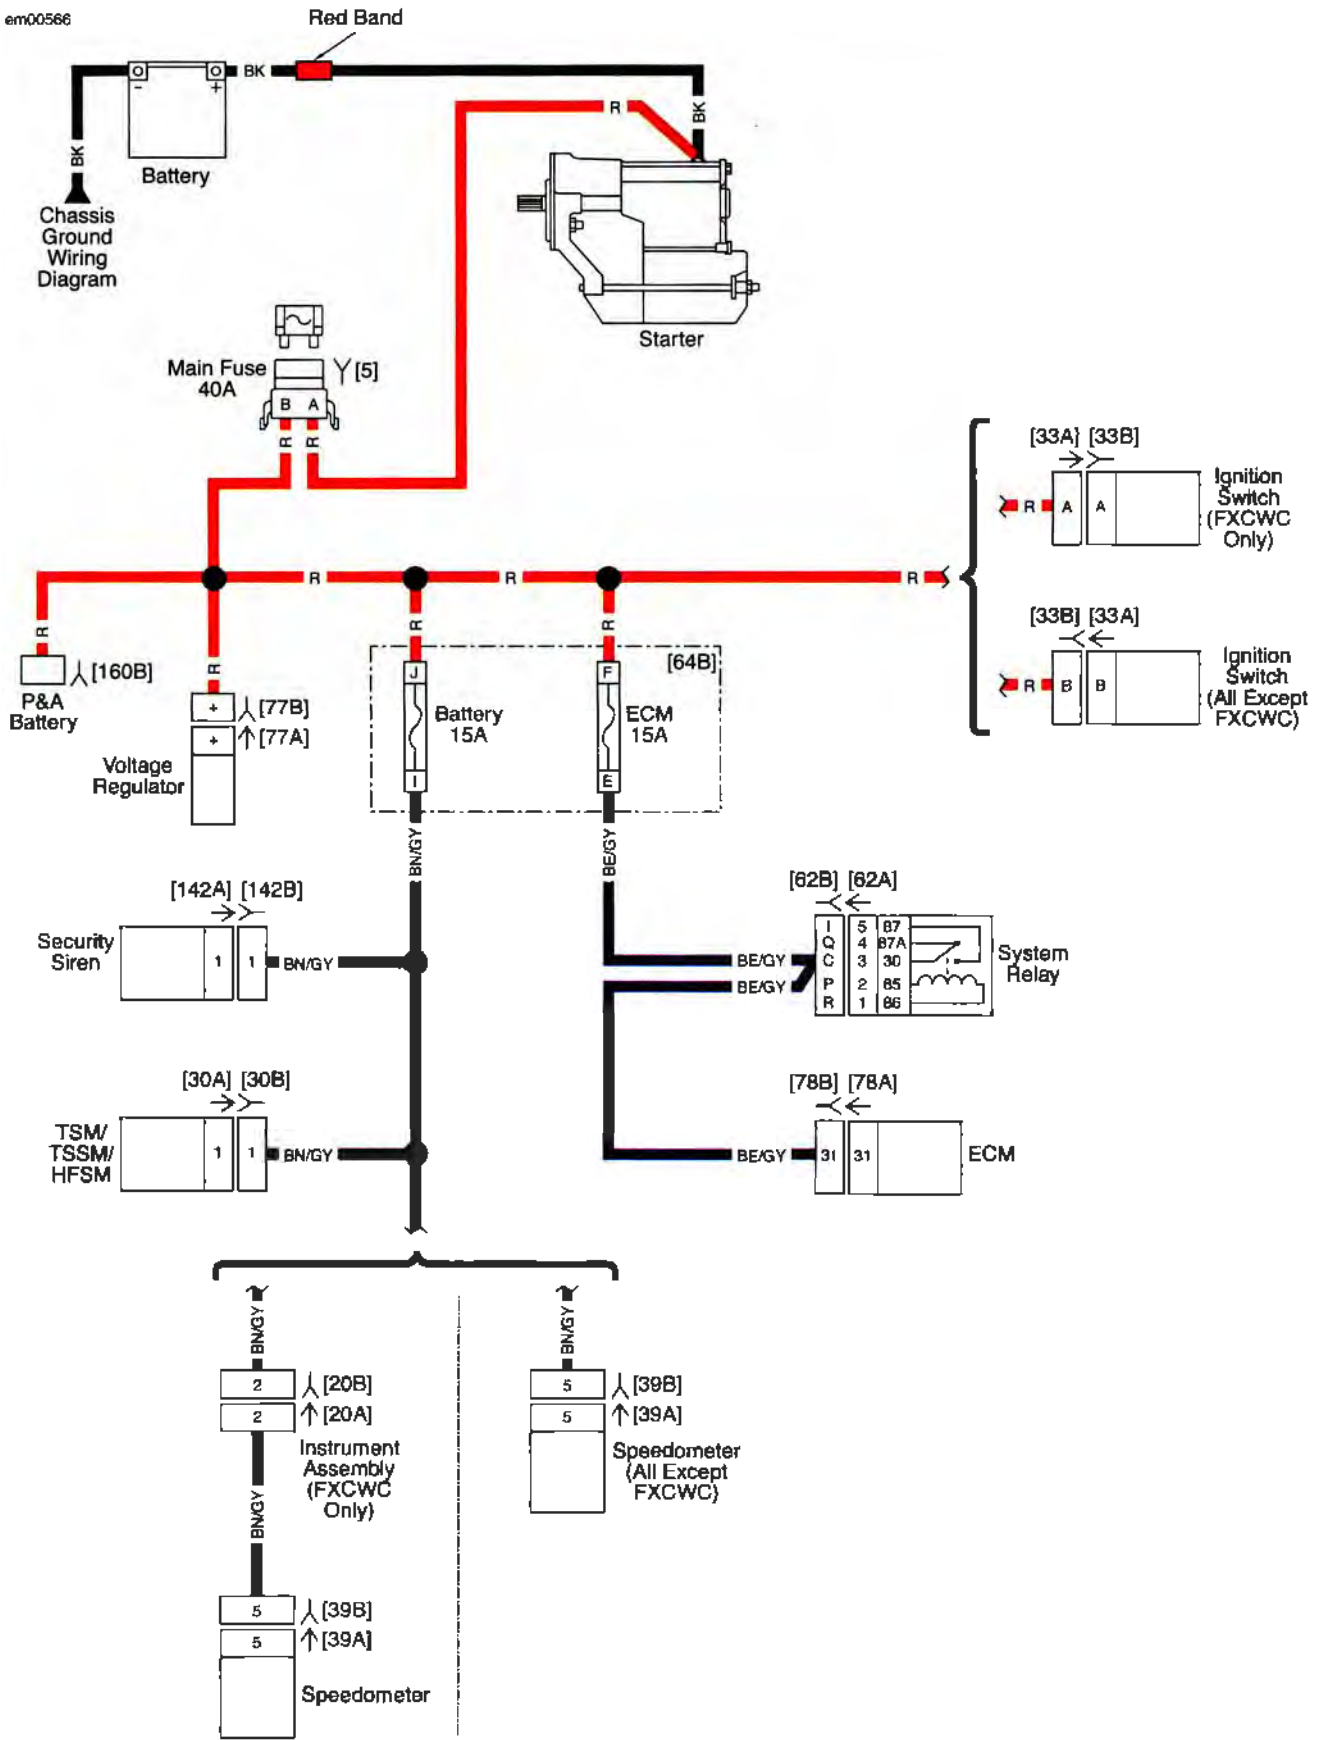 em00566
Red Band
BK
BK
BK
-
+
Battery
Chassis
Ground
Wiring
Diagram
R
Starter
Main Fuse
40A
[5]
B A
R
R
[33A] [33B]
R
A
A
Ignition
Switch
(FXCWC
Only)
R
R
R
[33B] [33A]
R
B
B
Ignition
Switch
(All Except
FXCWC)
R
[160B]
P&A
Battery
R
+
[77B]
+
[77A]
Voltage
Regulator
R
R
[64B]
J
Battery
15A
I
F
ECM
15A
E
BN/GY
BE/GY
[142A] [142B]
Security
Siren
1
1
BN/GY
[62B] [62A]
BE/GY
BE/GY
I 5 87
Q 4 87A
C 3 30
P 2 85
R 1 86
System
Relay
[30A] [30B]
TSM/
TSSM/
HFSM
1
1
BN/GY
[78B] [78A]
BE/GY
31
31
ECM
BN/GY
2
[20B]
2
[20A]
Instrument
Assembly
(FXCWC
Only)
BN/GY
5
[39B]
5
[39A]
Speedometer
BN/GY
5
[39B]
5
[39A]
Speedometer
(All Except
FXCWC)